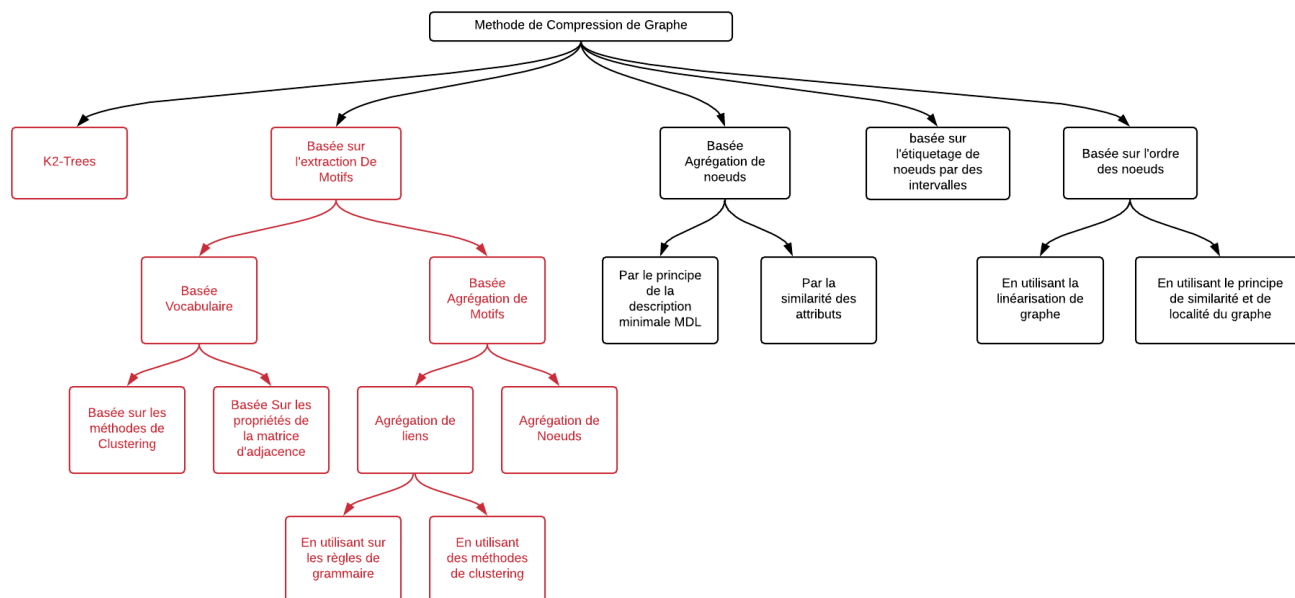 Methode de Compression de Graphe
K2-Trees
Basée sur
l'extraction De
Motifs
Basée
Agrégation de
noeuds
basée sur
l'étiquetage de
noeuds par des
intervalles
Basée sur l'ordre
des noeuds
Basée
Vocabulaire
Basée
Agrégation de
Motifs
Par le principe
de la
description
minimale MDL
Par la
similarité des
attributs
En utilisant la
linéarisation de
graphe
En utilisant le principe
de similarité et de
localité du graphe
Basée sur les
méthodes de
Clustering
Basée Sur les
propriétés de
la matrice
d'adjacence
Agrégation de
liens
Agrégation de
Noeuds
En utilisant sur
les règles de
grammaire
En utilisant
des méthodes
de clustering